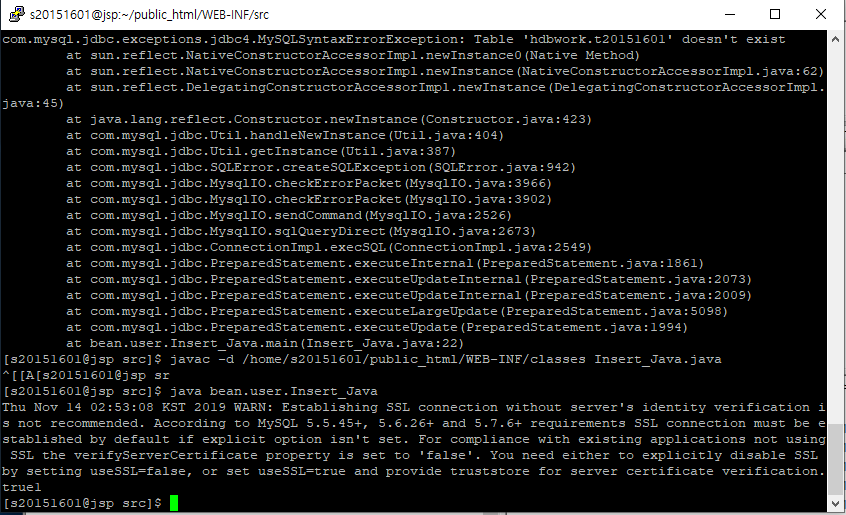 s20151601@jsp:~/public_html/WEB-INF/src
com.mysql.jdbc.exceptions.jdbc4.MySQLSyntaxErrorException: Table 'hdbwork.t20151601' doesn't exist
at sun.reflect.NativeConstructorAccessorImpl.newInstance0(Native Method)
at sun.reflect.NativeConstructorAccessorImpl.newInstance(NativeConstructorAccessorImpl.java:62)
at sun.reflect.DelegatingConstructorAccessorImpl.newInstance(DelegatingConstructorAccessorImpl.
java:45)
at java.lang.reflect.Constructor.newInstance(Constructor.java:423)
at com.mysql.jdbc.Util.handleNewInstance(Util.java:404)
at com.mysql.jdbc.Util.getInstance(Util.java:387)
at com.mysql.jdbc.SQLError.createSQLException(SQLError.java:942)
at com.mysql.jdbc.MysqlIO.checkErrorPacket(MysqlIO.java:3966)
at com.mysql.jdbc.MysqlIO.checkErrorPacket(MysqlIO.java:3902)
at com.mysql.jdbc.MysqlIO.sendCommand(MysqlIO.java:2526)
at com.mysql.jdbc.MysqlIO.sqlQueryDirect(MysqlIO.java:2673)
at com.mysql.jdbc.ConnectionImpl.execSQL(ConnectionImpl.java:2549)
at com.mysql.jdbc.PreparedStatement.executeInternal(PreparedStatement.java:1861)
at com.mysql.jdbc.PreparedStatement.executeUpdateInternal(PreparedStatement.java:2073)
at com.mysql.jdbc.PreparedStatement.executeUpdateInternal(PreparedStatement.java:2009)
at com.mysql.jdbc.PreparedStatement.executeLargeUpdate(PreparedStatement.java:5098)
at com.mysql.jdbc.PreparedStatement.executeUpdate(PreparedStatement.java:1994)
at bean.user.Insert_Java.main(Insert_Java.java:22)
[s20151601@jsp src]$ javac -d /home/s20151601/public_html/WEB-INF/classes Insert_Java.java
^[[A[s20151601@jsp sr
[s20151601@jsp src]$ java bean.user.Insert_Java
Thu Nov 14 02:53:08 KST 2019 WARN: Establishing SSL connection without server's identity verification i
s not recommended. According to MySQL 5.5.45+, 5.6.26+ and 5.7.6+ requirements SSL connection must be e
stablished by default if explicit option isn't set. For compliance with existing applications not using
SSL the verifyServerCertificate property is set to 'false'. You need either to explicitly disable SSL
by setting useSSL=false, or set useSSL=true and provide truststore for server certificate verification.
true1
[s20151601@jsp src]$